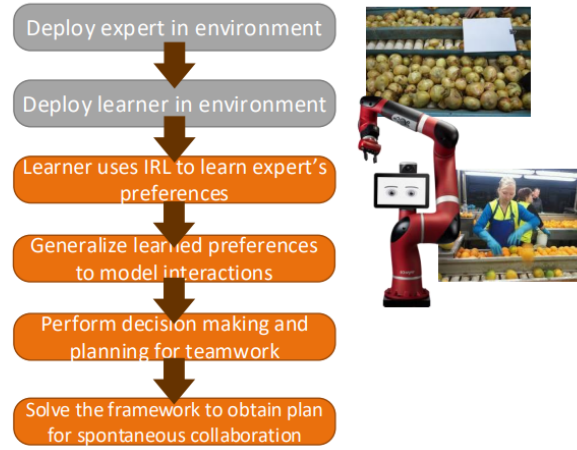 Deploy expert in environment
Deploy learner in environment
Learner uses IRL to learn expert's
preferences
Generalize learned preferences
to model interactions
Perform decision making and
planning for teamwork
Solve the framework to obtain plan
for spontaneous collaboration